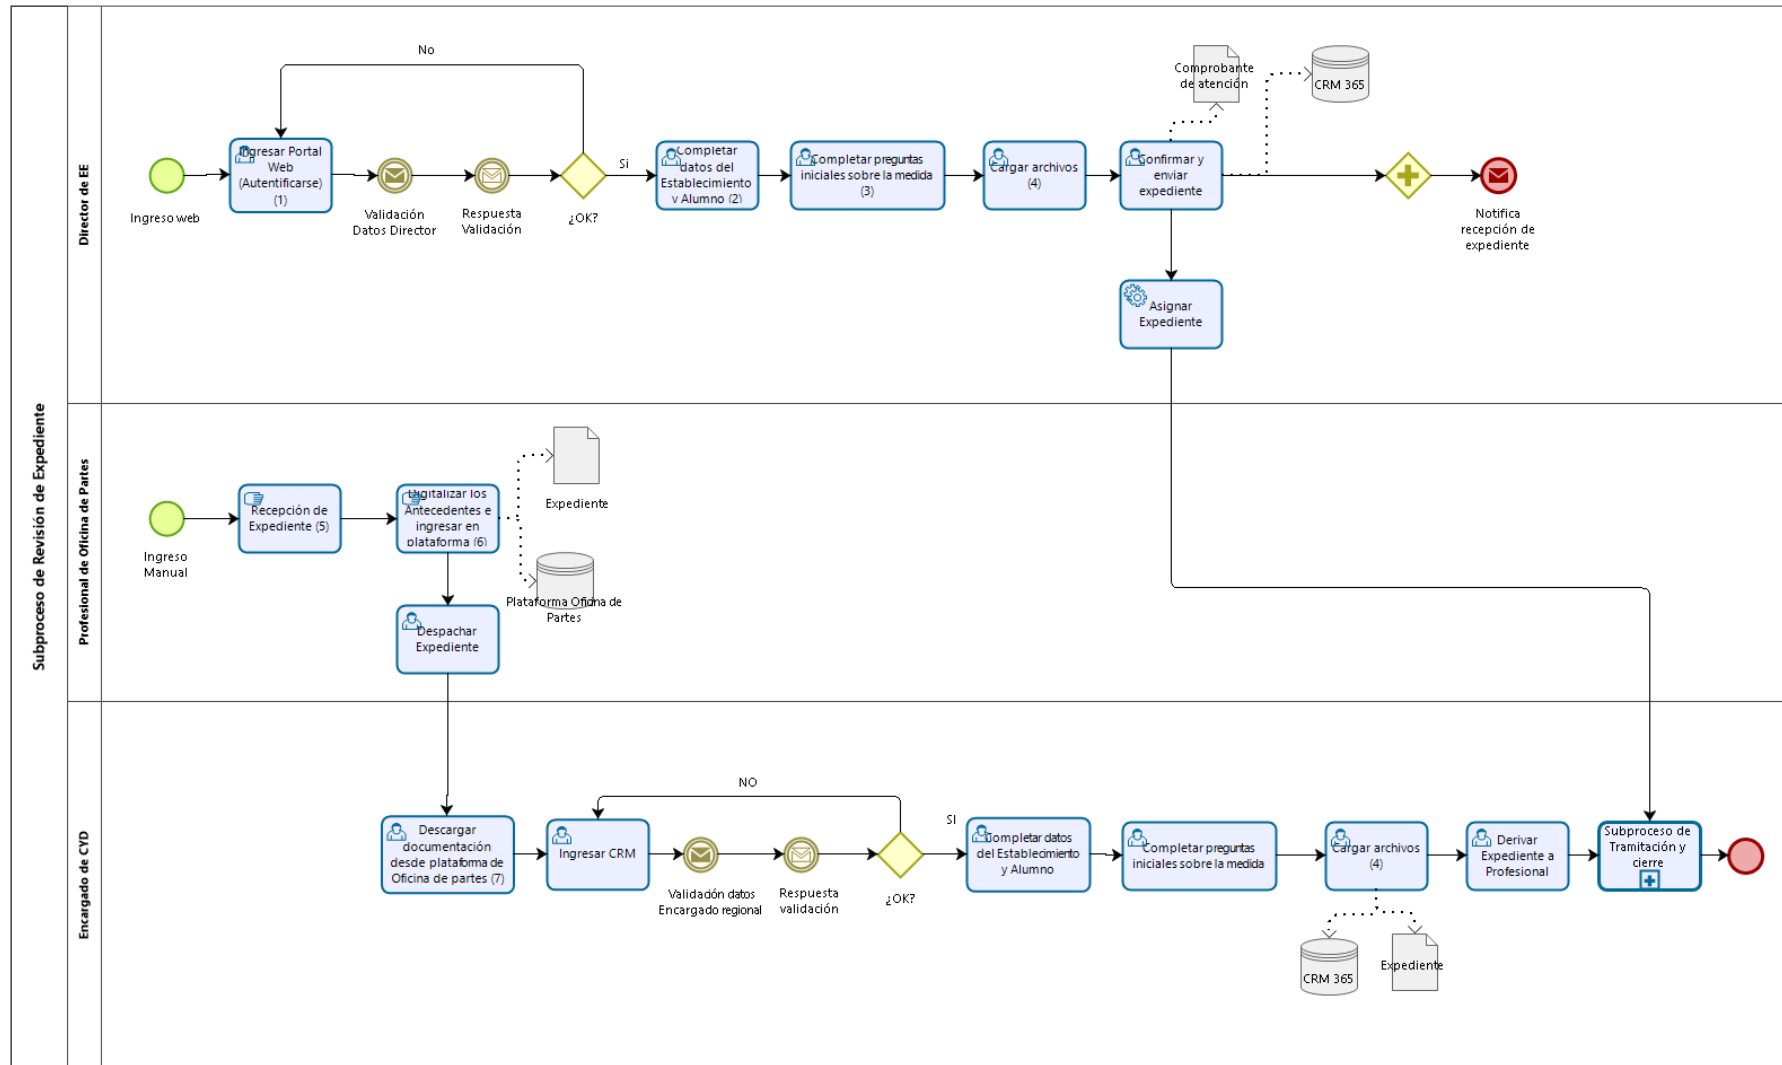 Subproceso de Revisión de Expediente
Director de EE
No
Ingreso web
Ingresar Portal
Web
(Autentificarse)
(1)
Validación
Datos Director
Respuesta
Validación
¿OK?
Si
Completar
datos del
Establecimiento
y Alumno (2)
Completar preguntas
iniciales sobre la medida
(3)
Cargar archivos
(4)
Confirmar y
enviar
expediente
Comprobante
de atención
CRM 365
Notifica
recepción de
expediente
Asignar
Expediente
Profesional de Oficina de Partes
Ingreso
Manual
Recepción de
Expediente (5)
Digitalizar los
Antecedentes e
ingresar en
plataforma (6)
Expediente
Plataforma Oficina de
Partes
Despachar
Expediente
Encargado de CYD
Descargar
documentación
desde plataforma de
Oficina de partes (7)
NO
Ingresar CRM
Validación datos
Encargado regional
Respuesta
validación
¿OK?
SI
Completar datos
del Establecimiento
y Alumno
Completar preguntas
iniciales sobre la medida
Cargar archivos
(4)
CRM 365
Expediente
Derivar
Expediente a
Profesional
Subproceso de
Tramitación y
cierre